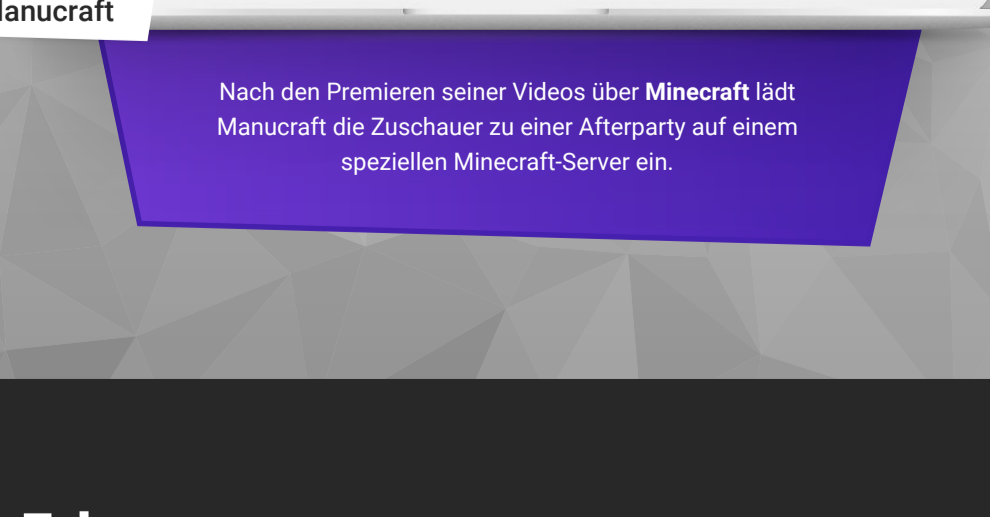 Manucraft
Nach den Premieren seiner Videos über Minecraft lädt
Manucraft die Zuschauer zu einer Afterparty auf einem
speziellen Minecraft-Server ein.